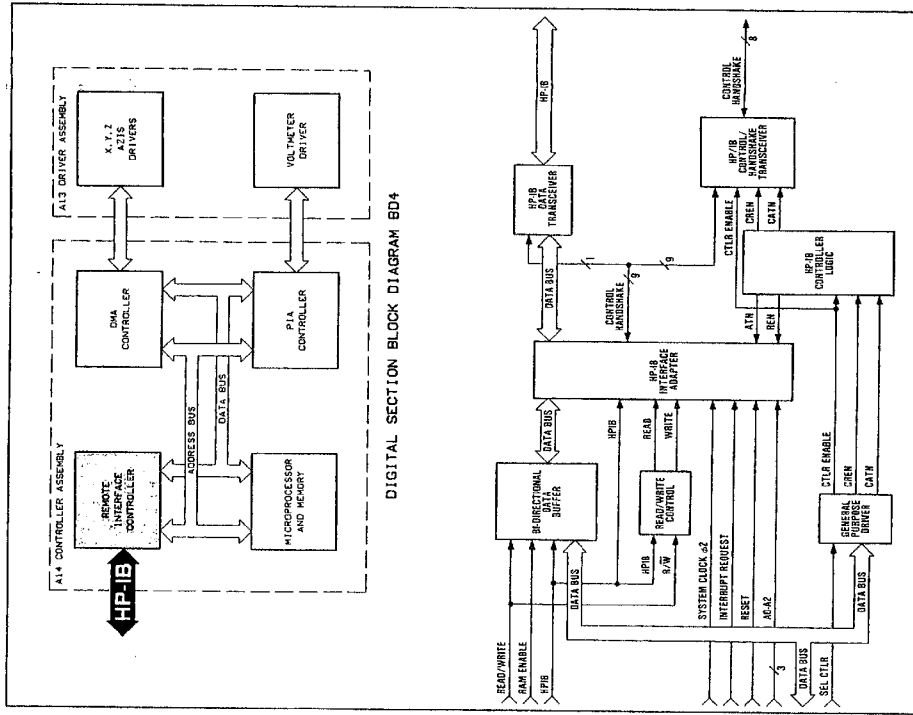 A14 CONTROLLER ASSEMBLY
A13 DRIVER ASSEMBLY
HP-IB
REMOTE
INTERFACE
CONTROLLER
DMA
CONTROLLER
X,Y,Z
AZIS
DRIVERS
ADDRESS BUS
DATA BUS
MICROPROCESSOR
AND MEMORY
PIA
CONTROLLER
VOLTMETER
DRIVER
DIGITAL SECTION BLOCK DIAGRAM BD4
READ/WRITE
RAM ENABLE
HPIB
BI-DIRECTIONAL
DATA
BUFFER
DATA BUS
DATA BUS
HPIB
HPIB
R/W
READ/WRITE
CONTROL
READ
WRITE
HP-IB
INTERFACE
ADAPTER
DATA BUS
HP-IB
DATA
TRANSCEIVER
HP-IB
1
CONTROL
HANDSHAKE
9
9
SYSTEM CLOCK ø2
INTERRUPT REQUEST
RESET
AO-A2
3
DATA BUS
SEL CTLR
DATA BUS
GENERAL
PURPOSE
DRIVER
CTLR ENABLE
CREN
CATN
ATN
REN
HP-IB
CONTROLLER
LOGIC
CTLR ENABLE
CREN
CATN
HP/IB
CONTROL/
HANDSHAKE
TRANSCEIVER
CONTROL
HANDSHAKE
8